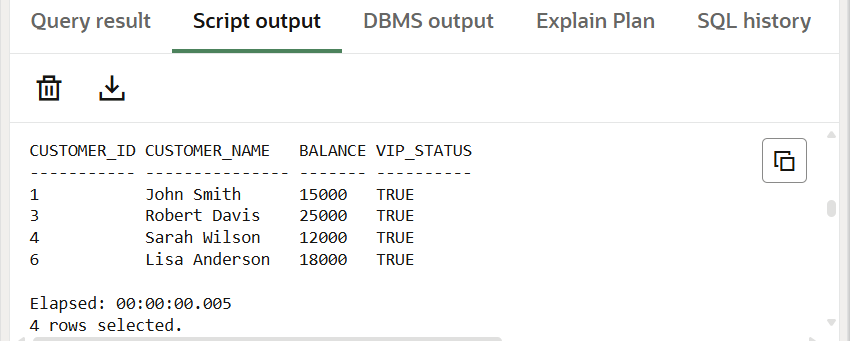 Query result Script output DBMS output Explain Plan SQL history
CUSTOMER_ID CUSTOMER_NAME   BALANCE VIP_STATUS
----------- --------------- ------- ----------
1           John Smith      15000   TRUE
3           Robert Davis    25000   TRUE
4           Sarah Wilson    12000   TRUE
6           Lisa Anderson   18000   TRUE
Elapsed: 00:00:00.005
4 rows selected.